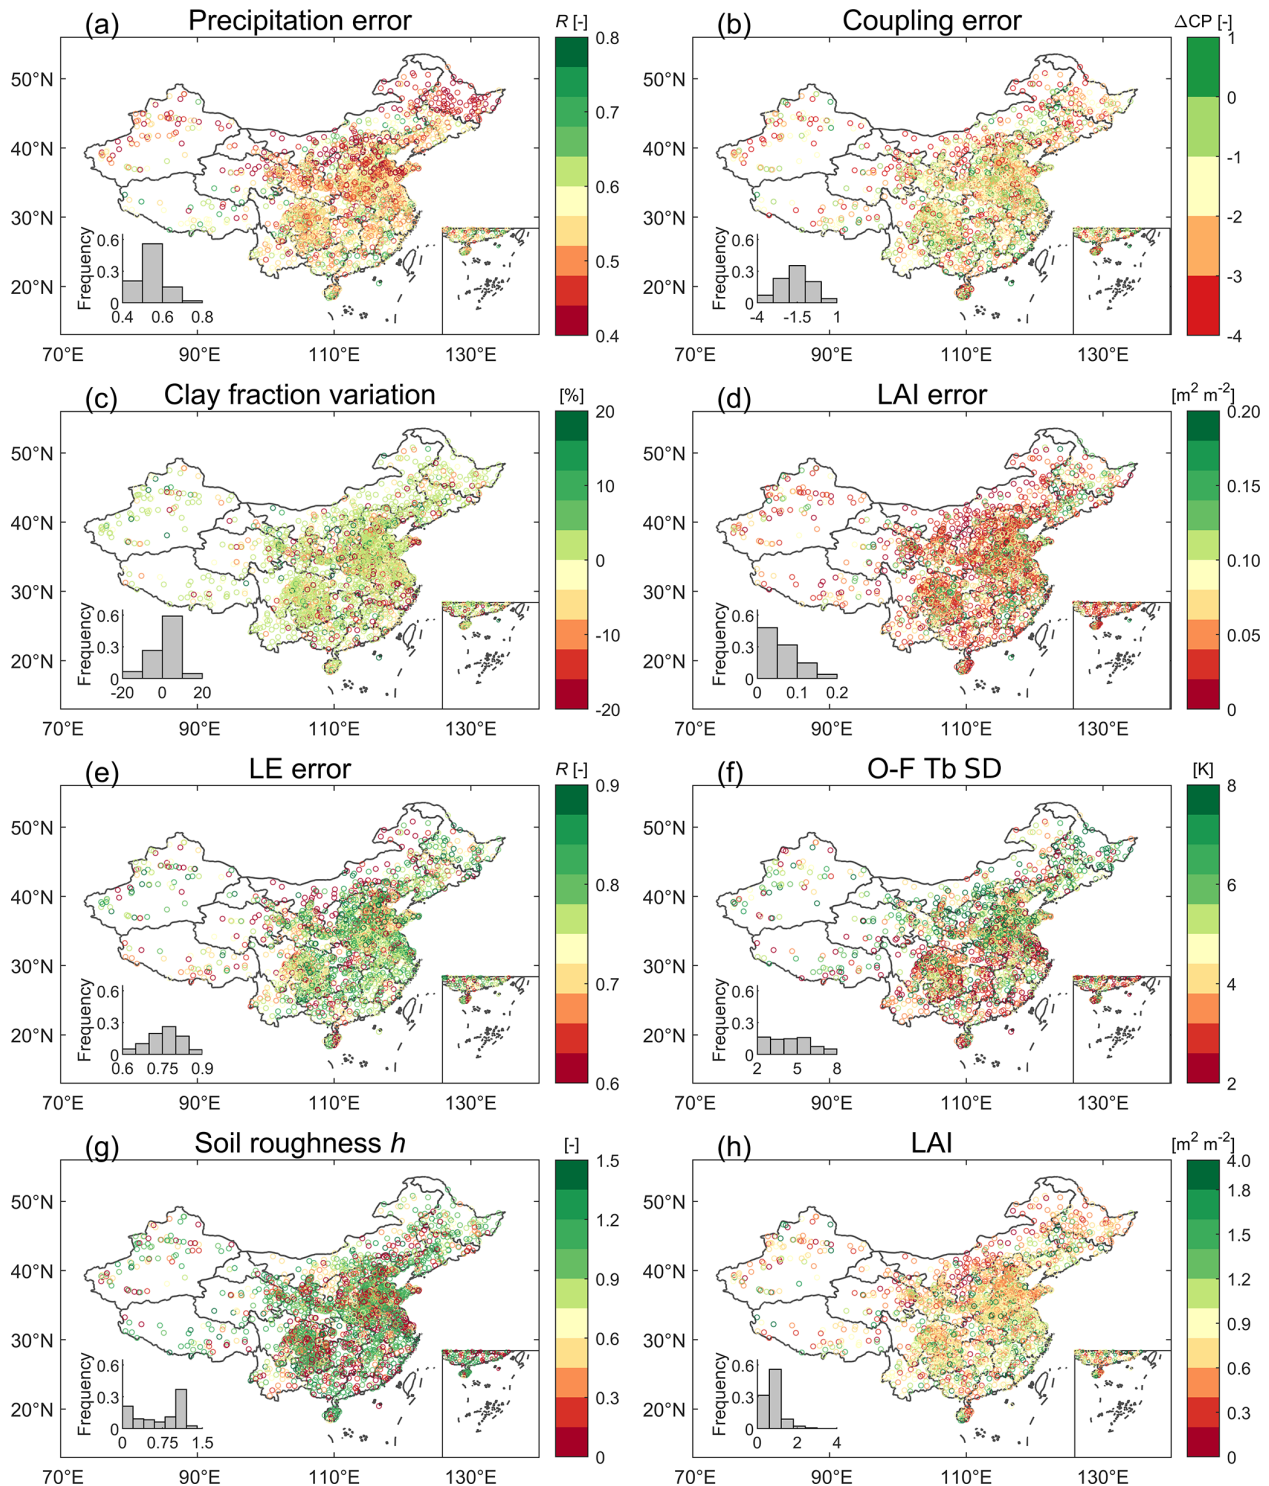 (a) Precipitation error R [-]
50°N
40°N
30°N
20°N
70°E 90°E 110°E 130°E
0.8
0.7
0.6
0.5
0.4
Frequency
0.6
0.3
0
0.4 0.6 0.8
(b) Coupling error ΔCP [-]
50°N
40°N
30°N
20°N
70°E 90°E 110°E 130°E
1
0
-1
-2
-3
-4
Frequency
0.6
0.3
0
-4 -1.5 1
(c) Clay fraction variation [%]
50°N
40°N
30°N
20°N
70°E 90°E 110°E 130°E
20
10
0
-10
-20
Frequency
0.6
0.3
0
-20 0 20
(d) LAI error [m² m⁻²]
50°N
40°N
30°N
20°N
70°E 90°E 110°E 130°E
0.20
0.15
0.10
0.05
0
Frequency
0.6
0.3
0
0 0.1 0.2
(e) LE error R [-]
50°N
40°N
30°N
20°N
70°E 90°E 110°E 130°E
0.9
0.8
0.7
0.6
Frequency
0.6
0.3
0
0.6 0.75 0.9
(f) O-F Tb SD [K]
50°N
40°N
30°N
20°N
70°E 90°E 110°E 130°E
8
6
4
2
Frequency
0.6
0.3
0
2 5 8
(g) Soil roughness h [-]
50°N
40°N
30°N
20°N
70°E 90°E 110°E 130°E
1.5
1.2
0.9
0.6
0.3
0
Frequency
0.6
0.3
0
0 0.75 1.5
(h) LAI [m² m⁻²]
50°N
40°N
30°N
20°N
70°E 90°E 110°E 130°E
4.0
1.8
1.5
1.2
0.9
0.6
0.3
0
Frequency
0.6
0.3
0
0 2 4